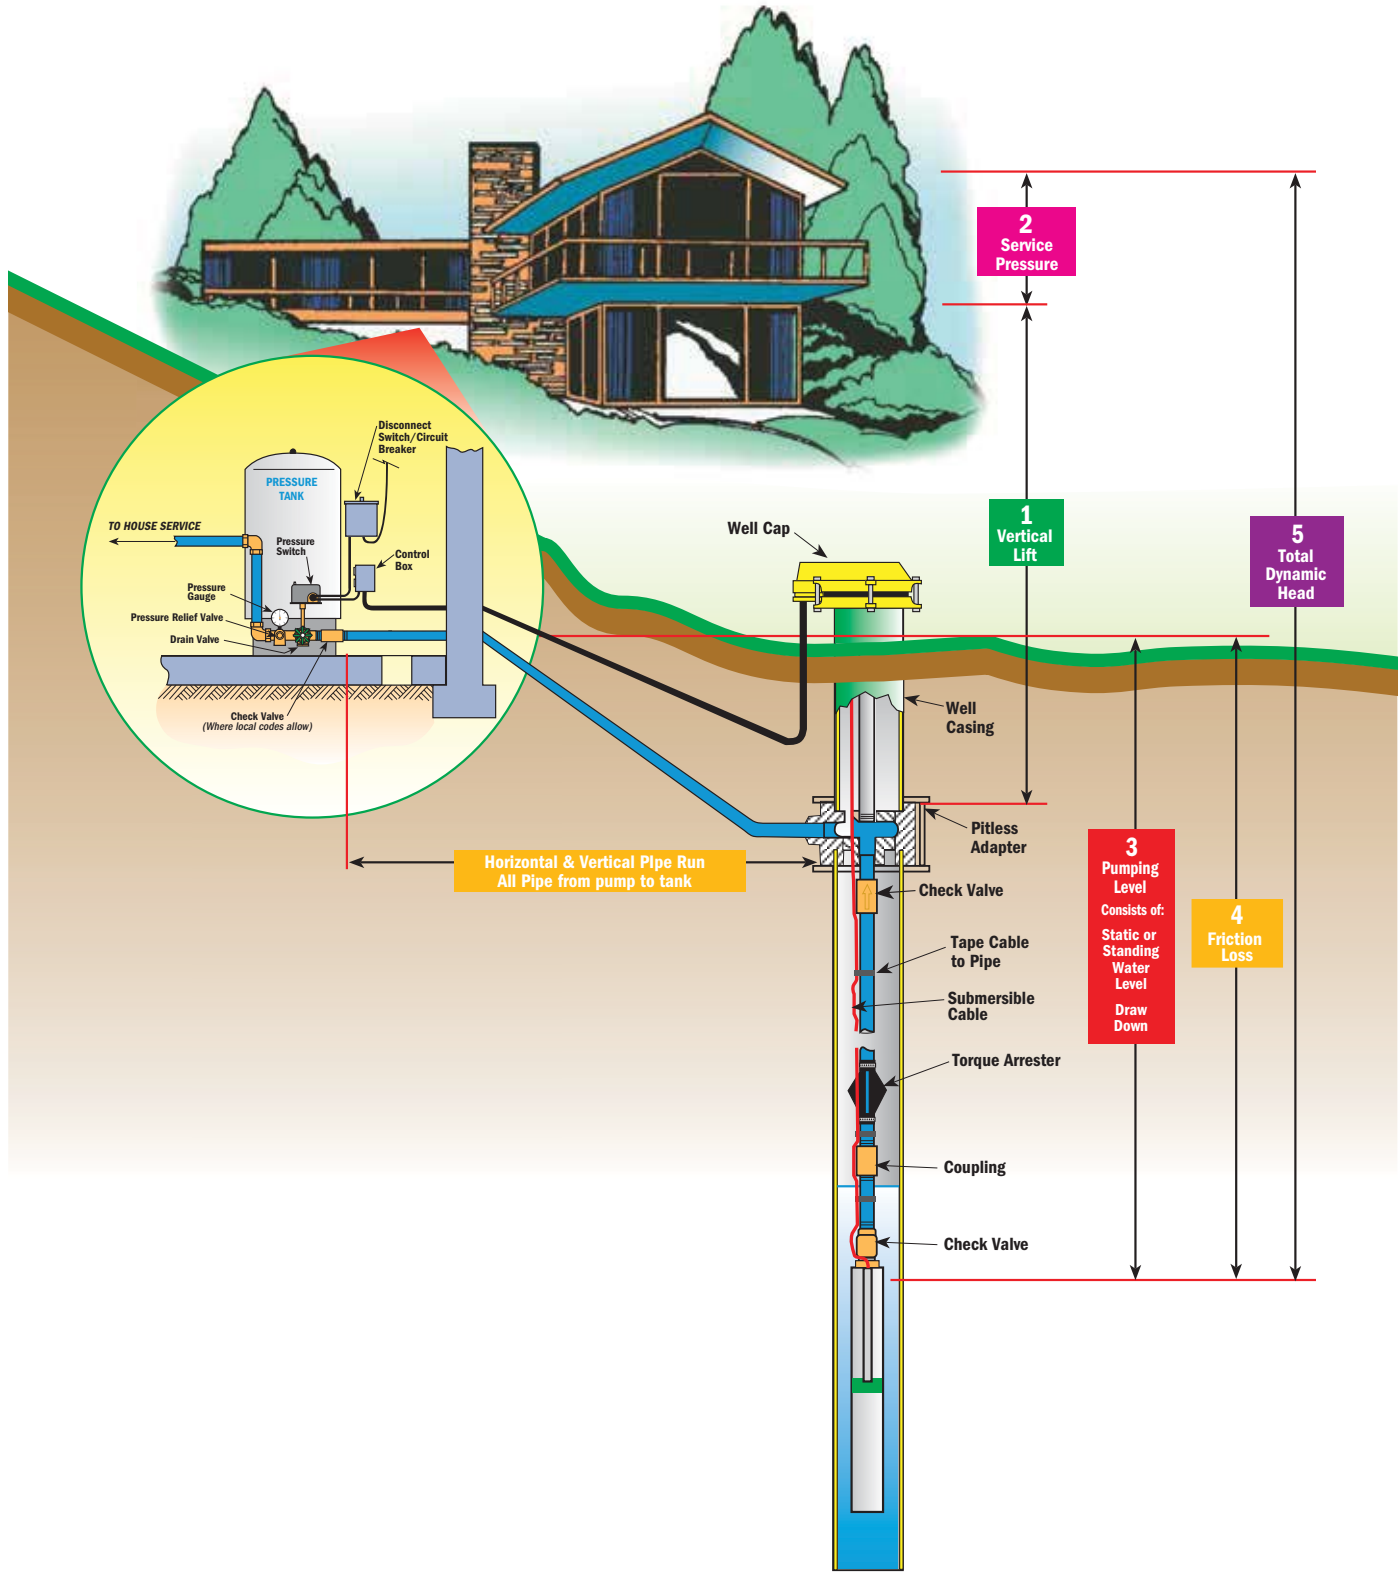 2
Service
Pressure
Disconnect
Switch/Circuit
Breaker
PRESSURE
TANK
TO HOUSE SERVICE
Pressure
Switch
Control
Box
Pressure
Gauge
Pressure Relief Valve
Drain Valve
Check Valve
(Where local codes allow)
Well Cap
1
Vertical
Lift
5
Total
Dynamic
Head
Well
Casing
Pitless
Adapter
Horizontal & Vertical PIpe Run
All Pipe from pump to tank
Check Valve
Tape Cable
to Pipe
Submersible
Cable
Torque Arrester
Coupling
Check Valve
3
Pumping
Level
Consists of:
Static or
Standing
Water
Level
Draw
Down
4
Friction
Loss